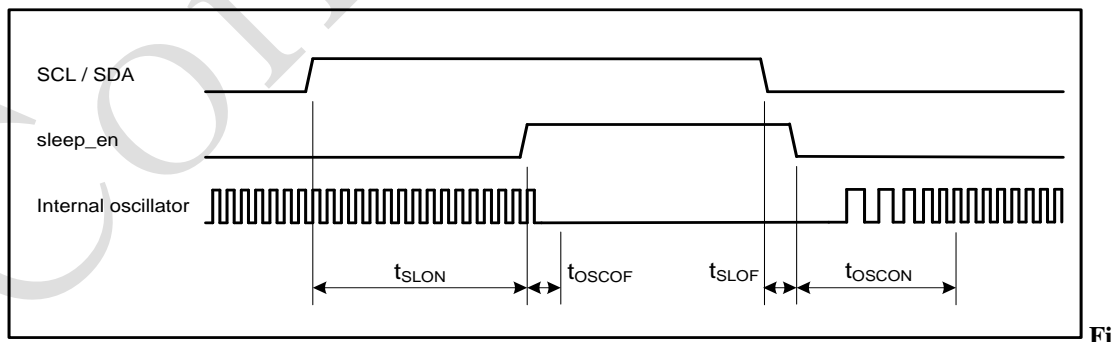 SCL / SDA
sleep_en
Internal oscillator
tSLON
tOSCOF
tSLOF
tOSCON
Fi